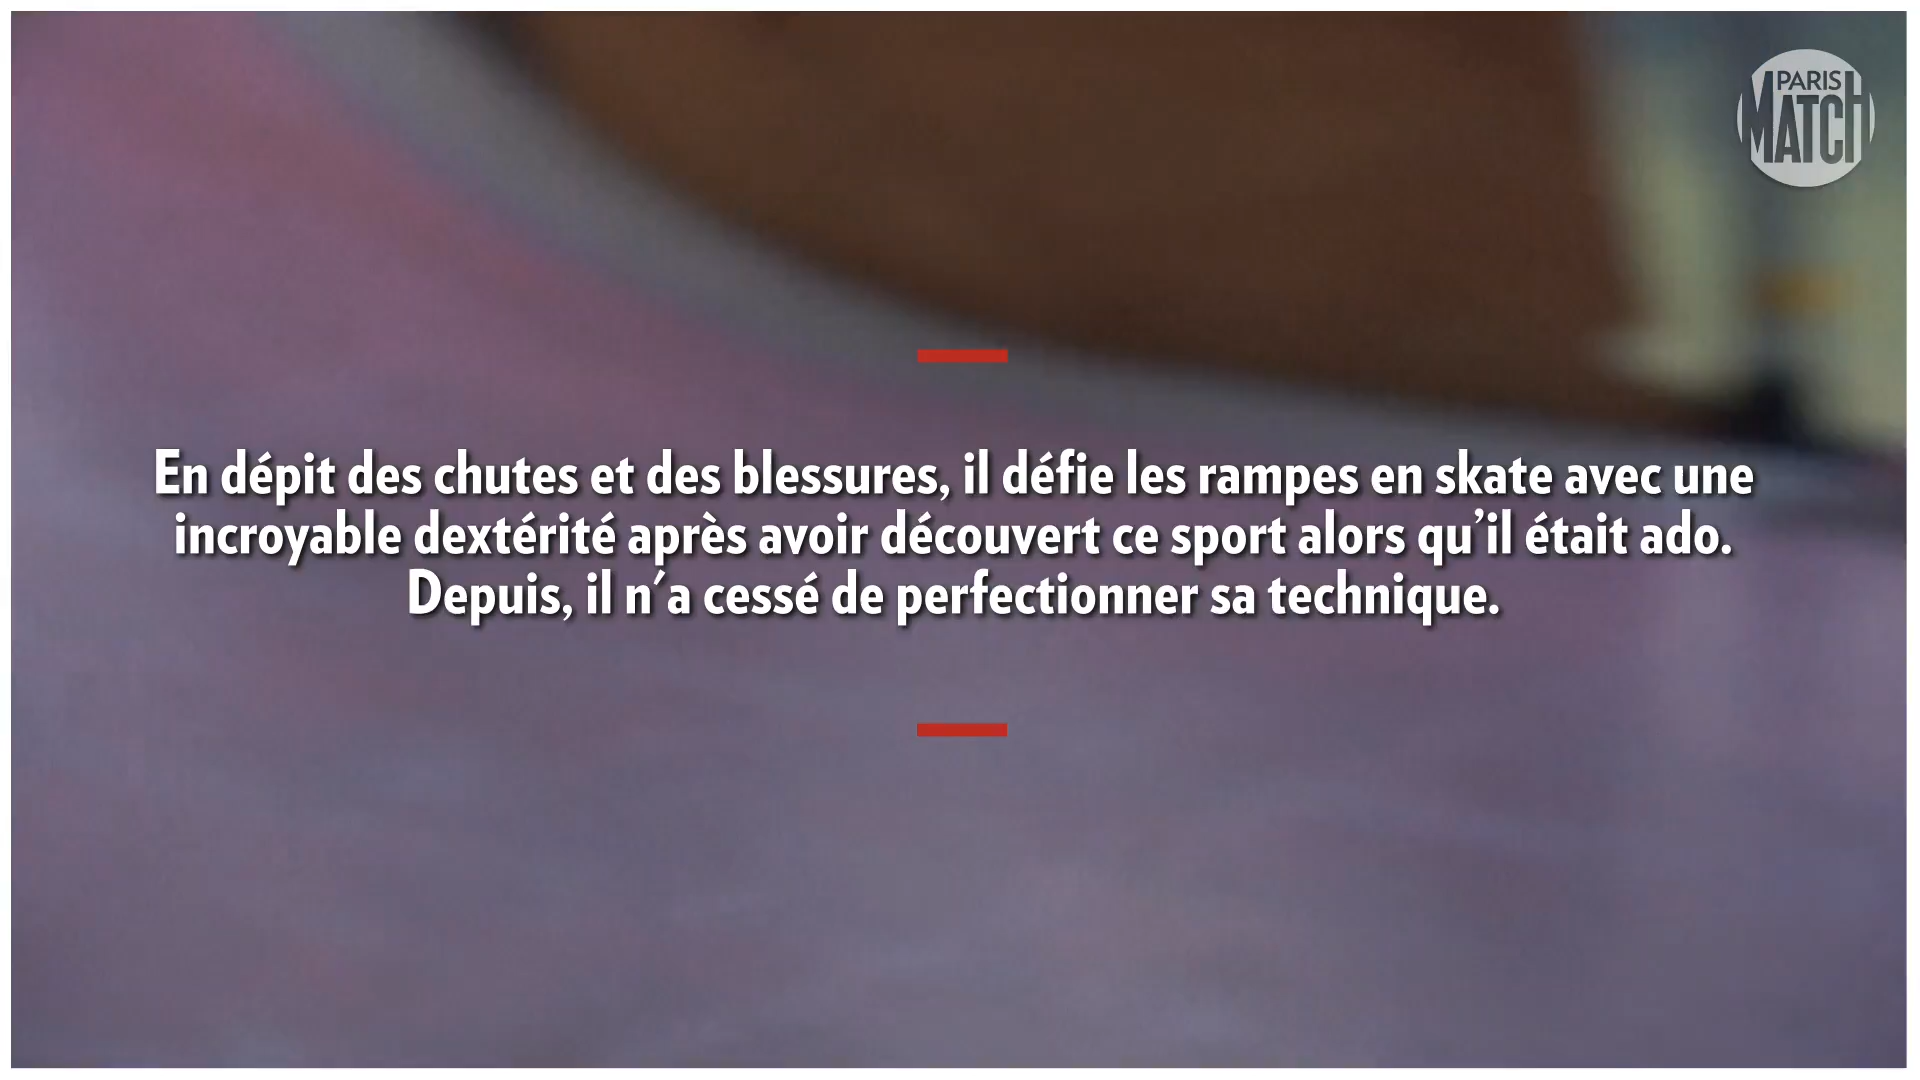 PARIS
MATCH
En dépit des chutes et des blessures, il défie les rampes en skate avec une
incroyable dextérité après avoir découvert ce sport alors qu’il était ado.
Depuis, il n’a cessé de perfectionner sa technique.